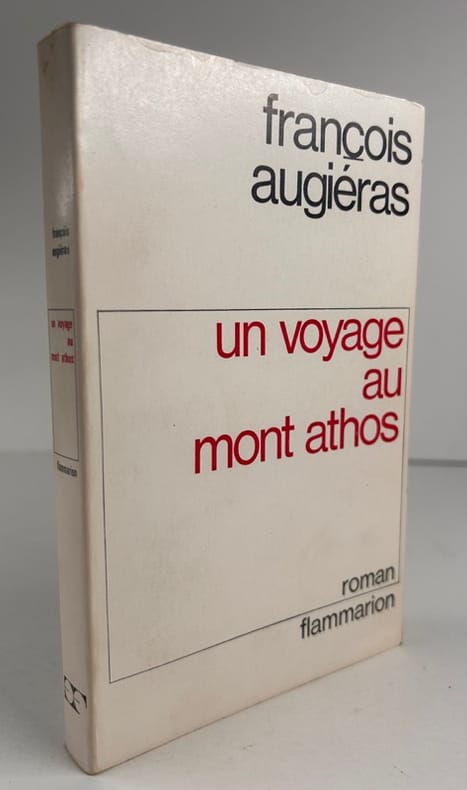 françois
augiéras
un voyage
au
mont athos
roman
flammarion
françois
augiéras
un voyage
au
mont athos
flammarion